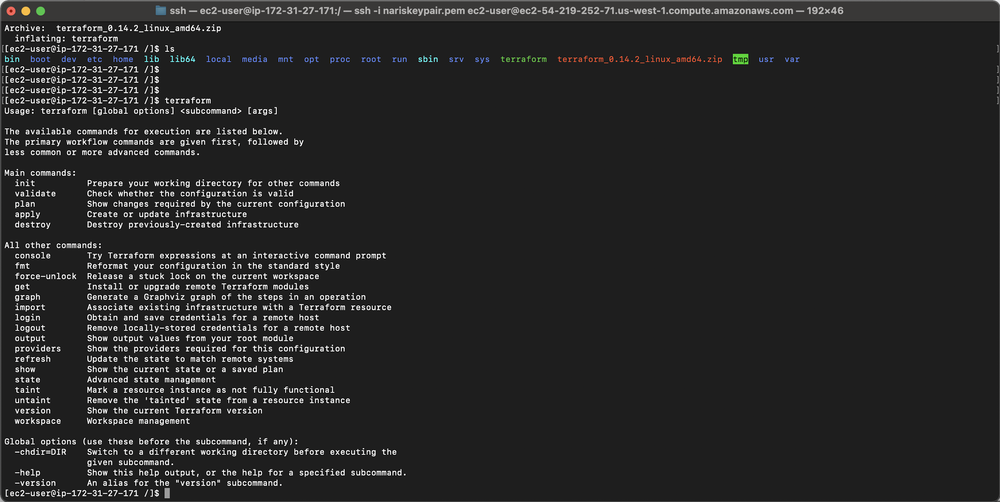 ssh — ec2-user@ip-172-31-27-171:/ — ssh -i nariskeypair.pem ec2-user@ec2-54-219-252-71.us-west-1.compute.amazonaws.com — 192×46
Archive:  terraform_0.14.2_linux_amd64.zip
  inflating: terraform
[[ec2-user@ip-172-31-27-171 /]$ ls ]
bin  boot  dev  etc  home  lib  lib64  local  media  mnt  opt  proc  root  run  sbin  srv  sys  terraform  terraform_0.14.2_linux_amd64.zip  tmp  usr  var
[[ec2-user@ip-172-31-27-171 /]$ ]
[[ec2-user@ip-172-31-27-171 /]$ ]
[[ec2-user@ip-172-31-27-171 /]$ ]
[[ec2-user@ip-172-31-27-171 /]$ terraform ]
Usage: terraform [global options] <subcommand> [args]

The available commands for execution are listed below.
The primary workflow commands are given first, followed by
less common or more advanced commands.

Main commands:
  init          Prepare your working directory for other commands
  validate      Check whether the configuration is valid
  plan          Show changes required by the current configuration
  apply         Create or update infrastructure
  destroy       Destroy previously-created infrastructure

All other commands:
  console       Try Terraform expressions at an interactive command prompt
  fmt           Reformat your configuration in the standard style
  force-unlock  Release a stuck lock on the current workspace
  get           Install or upgrade remote Terraform modules
  graph         Generate a Graphviz graph of the steps in an operation
  import        Associate existing infrastructure with a Terraform resource
  login         Obtain and save credentials for a remote host
  logout        Remove locally-stored credentials for a remote host
  output        Show output values from your root module
  providers     Show the providers required for this configuration
  refresh       Update the state to match remote systems
  show          Show the current state or a saved plan
  state         Advanced state management
  taint         Mark a resource instance as not fully functional
  untaint       Remove the 'tainted' state from a resource instance
  version       Show the current Terraform version
  workspace     Workspace management

Global options (use these before the subcommand, if any):
  -chdir=DIR    Switch to a different working directory before executing the
                given subcommand.
  -help         Show this help output, or the help for a specified subcommand.
  -version      An alias for the "version" subcommand.
[ec2-user@ip-172-31-27-171 /]$